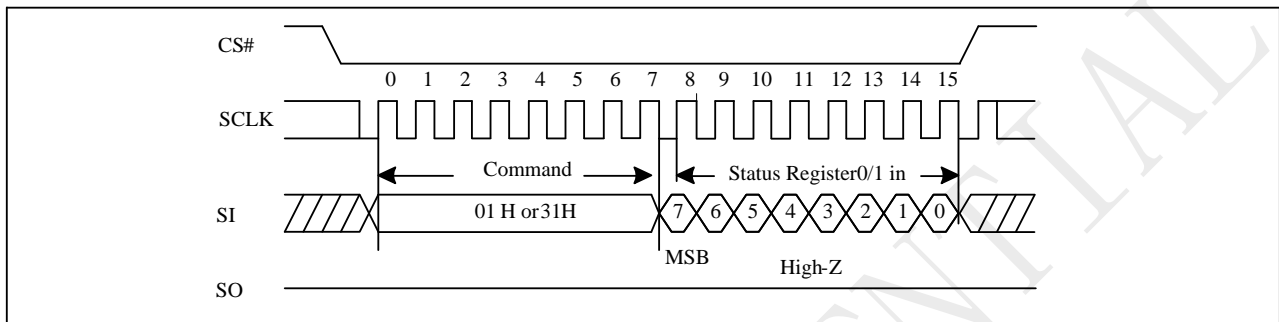 CS#
0 1 2 3 4 5 6 7 8 9 10 11 12 13 14 15
SCLK
Command
Status Register0/1 in
SI
01 H or31H
7 6 5 4 3 2 1 0
MSB
High-Z
SO